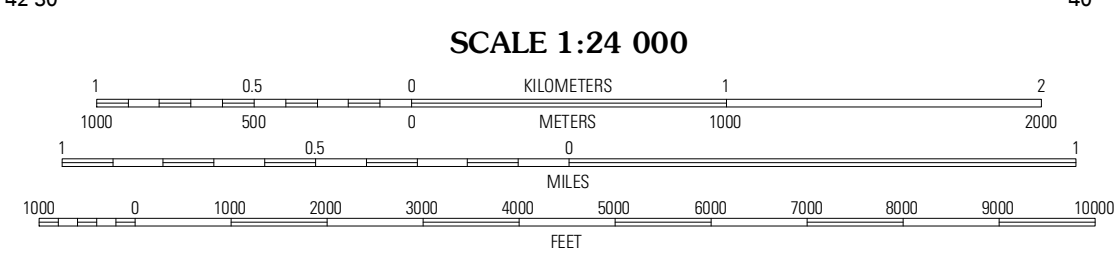 42'30"
40'
SCALE 1:24 000
1 0.5 0 KILOMETERS 1 2
1000 500 0 METERS 1000 2000
1 0.5 0 1
MILES
1000 0 1000 2000 3000 4000 5000 6000 7000 8000 9000 10000
FEET